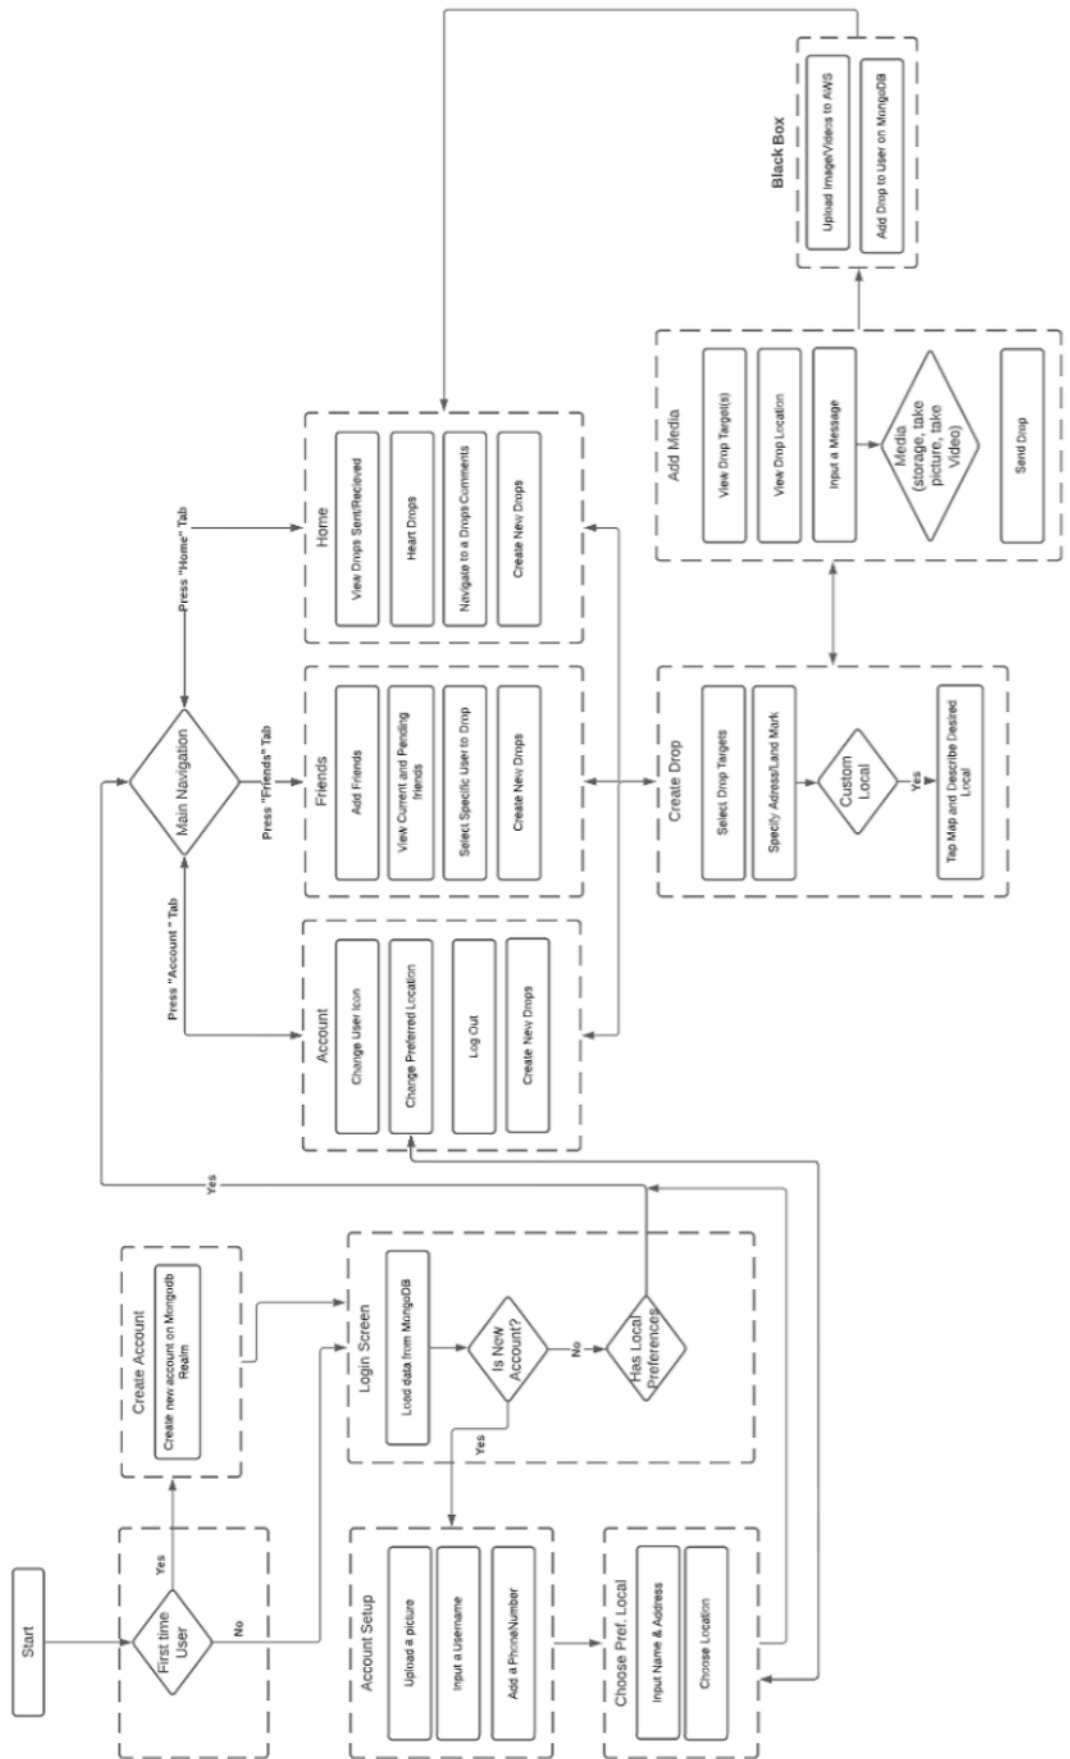 Start
First time
User
Yes
No
Create Account
Create new account on Mongodb
Realm
Login Screen
Load data from MongoDB
Is New
Account?
Yes
No
Has Local
Preferences
Yes
Account Setup
Upload a picture
Input a Username
Add a PhoneNumber
Choose Pref. Local
Input Name & Address
Choose Location
Main Navigation
Press "Account " Tab
Press "Friends" Tab
Press "Home" Tab
Account
Change User Icon
Change Preferred Location
Log Out
Create New Drops
Friends
Add Friends
View Current and Pending
friends
Select Specific User to Drop
Create New Drops
Home
View Drops Sent/Recieved
Heart Drops
Navigate to a Drops Comments
Create New Drops
Create Drop
Select Drop Targets
Specify Adress/Land Mark
Custom
Local
Yes
Tap Map and Describe Desired
Local
Add Media
View Drop Target(s)
View Drop Location
Input a Message
Media
(storage, take
picture, take
Video)
Send Drop
Black Box
Upload Image/Videos to AWS
Add Drop to User on MongoDB